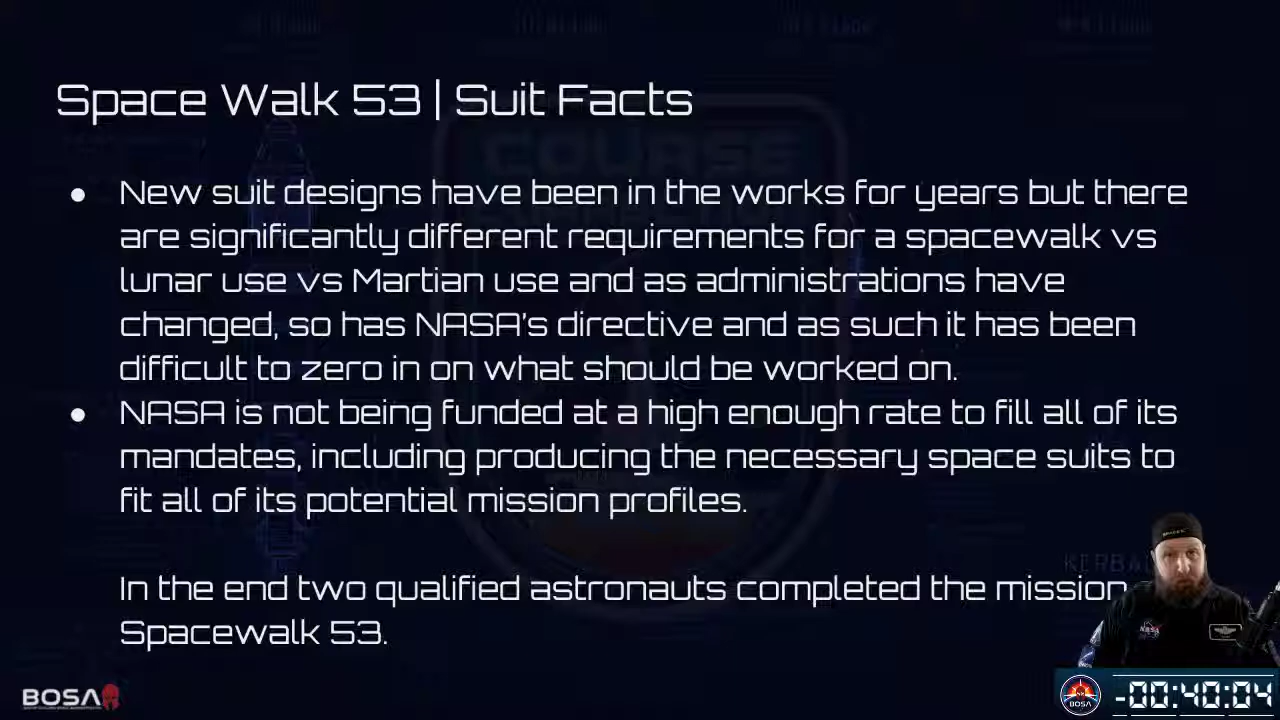 Space Walk 53 | Suit Facts
● New suit designs have been in the works for years but there
are significantly different requirements for a spacewalk vs
lunar use vs Martian use and as administrations have
changed, so has NASA's directive and as such it has been
difficult to zero in on what should be worked on.
● NASA is not being funded at a high enough rate to fill all of its
mandates, including producing the necessary space suits to
fit all of its potential mission profiles.
In the end two qualified astronauts completed the mission
Spacewalk 53.
COURSE
KERBA
BOSA
BOSA
-00:40:04